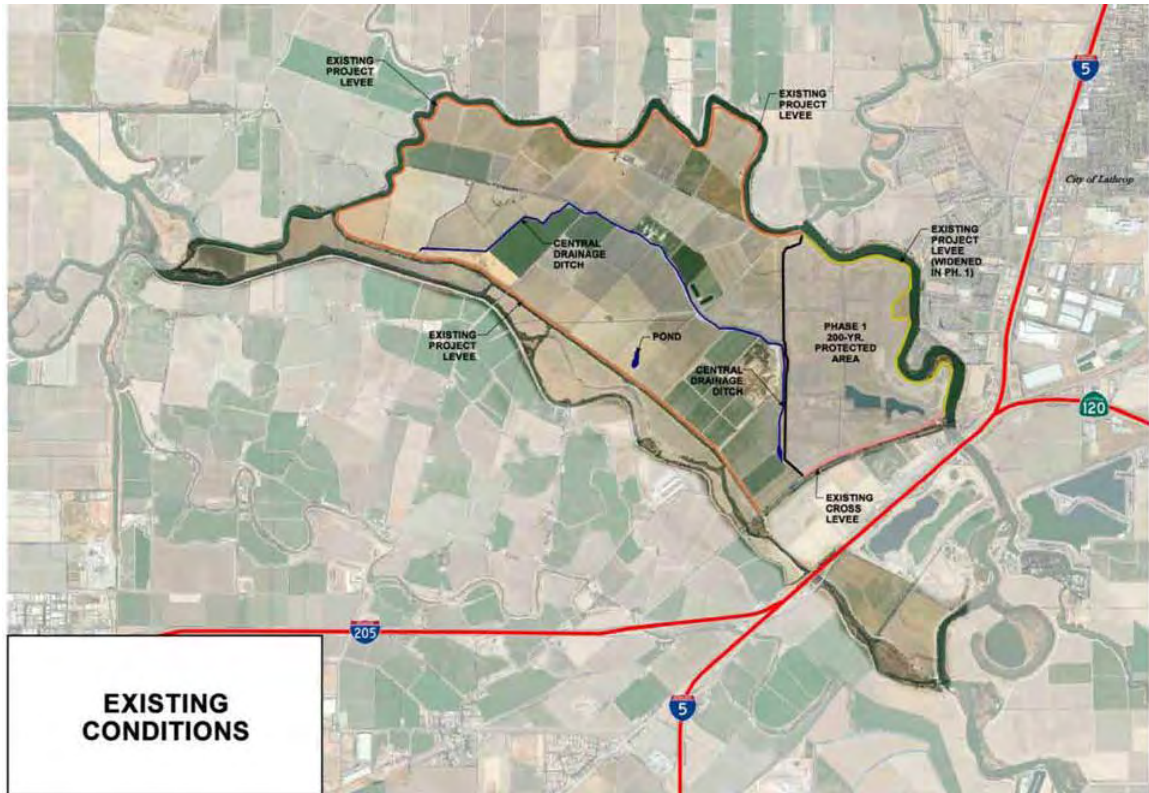 EXISTING
PROJECT
LEVEE
5
EXISTING
PROJECT
LEVEE
City of Lathrop
EXISTING
PROJECT
LEVEE
(WIDENED
IN PH. 1)
CENTRAL
DRAINAGE
DITCH
EXISTING
PROJECT
LEVEE
POND
PHASE 1
200-YR.
PROTECTED
AREA
CENTRAL
DRAINAGE
DITCH
120
EXISTING
CROSS
LEVEE
205
5
EXISTING
CONDITIONS